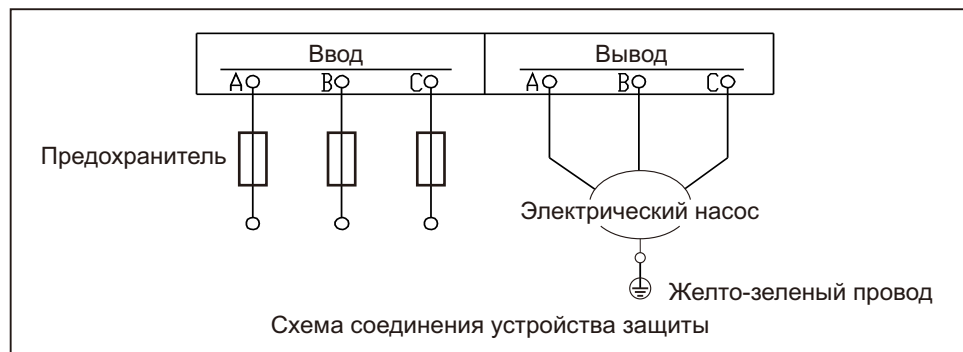 Ввод
Вывод
A B C A B C
Предохранитель
Электрический насос
Желто-зеленый провод
Схема соединения устройства защиты